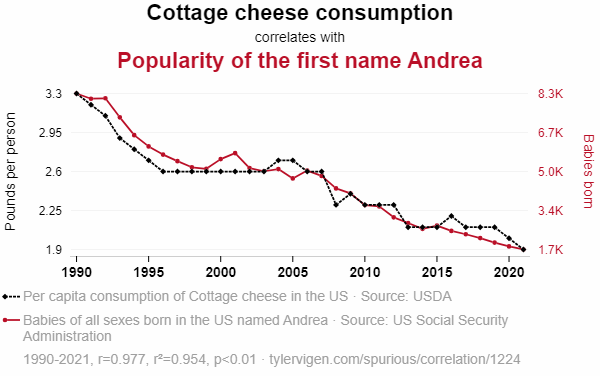 Cottage cheese consumption
correlates with
Popularity of the first name Andrea
Pounds per person
3.3
2.95
2.6
2.25
1.9
8.3K
6.7K
5.0K
3.4K
1.7K
Babies born
1990
1995
2000
2005
2010
2015
2020
Per capita consumption of Cottage cheese in the US · Source: USDA
Babies of all sexes born in the US named Andrea · Source: US Social Security
Administration
1990-2021, r=0.977, r²=0.954, p<0.01 · tylervigen.com/spurious/correlation/1224